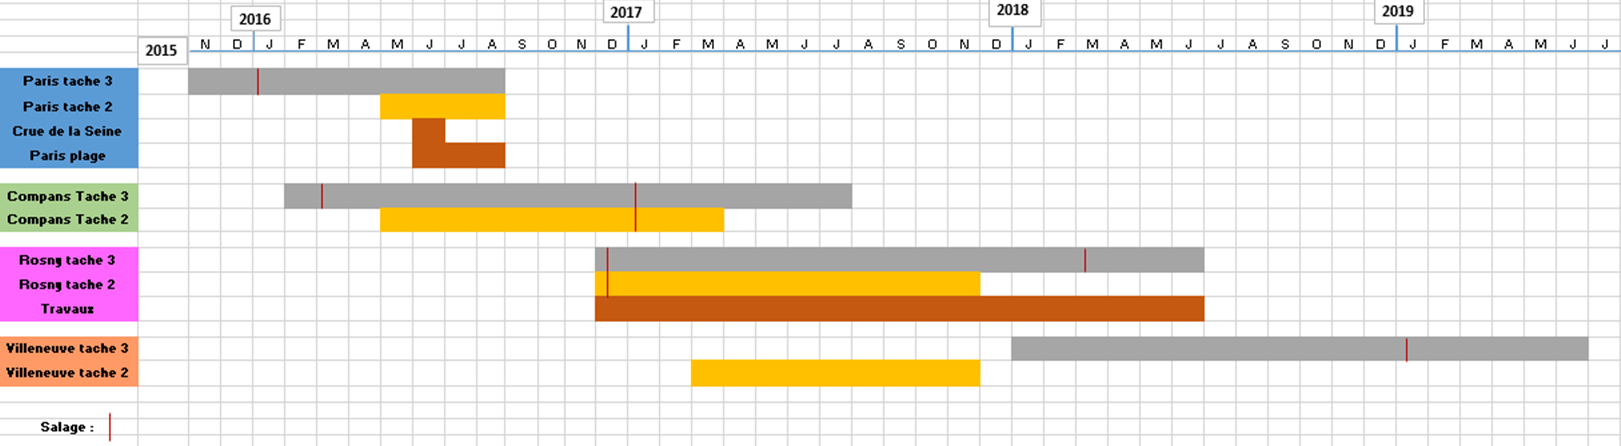 2016
2017
2018
2019
2015
N D J F M A M J J A S O N D J F M A M J J A S O N D J F M A M J J A S O N D J F M A M J J
Paris tache 3
Paris tache 2
Crue de la Seine
Paris plage
Compans Tache 3
Compans Tache 2
Rosny tache 3
Rosny tache 2
Travaux
Villeneuve tache 3
Villeneuve tache 2
Salage :